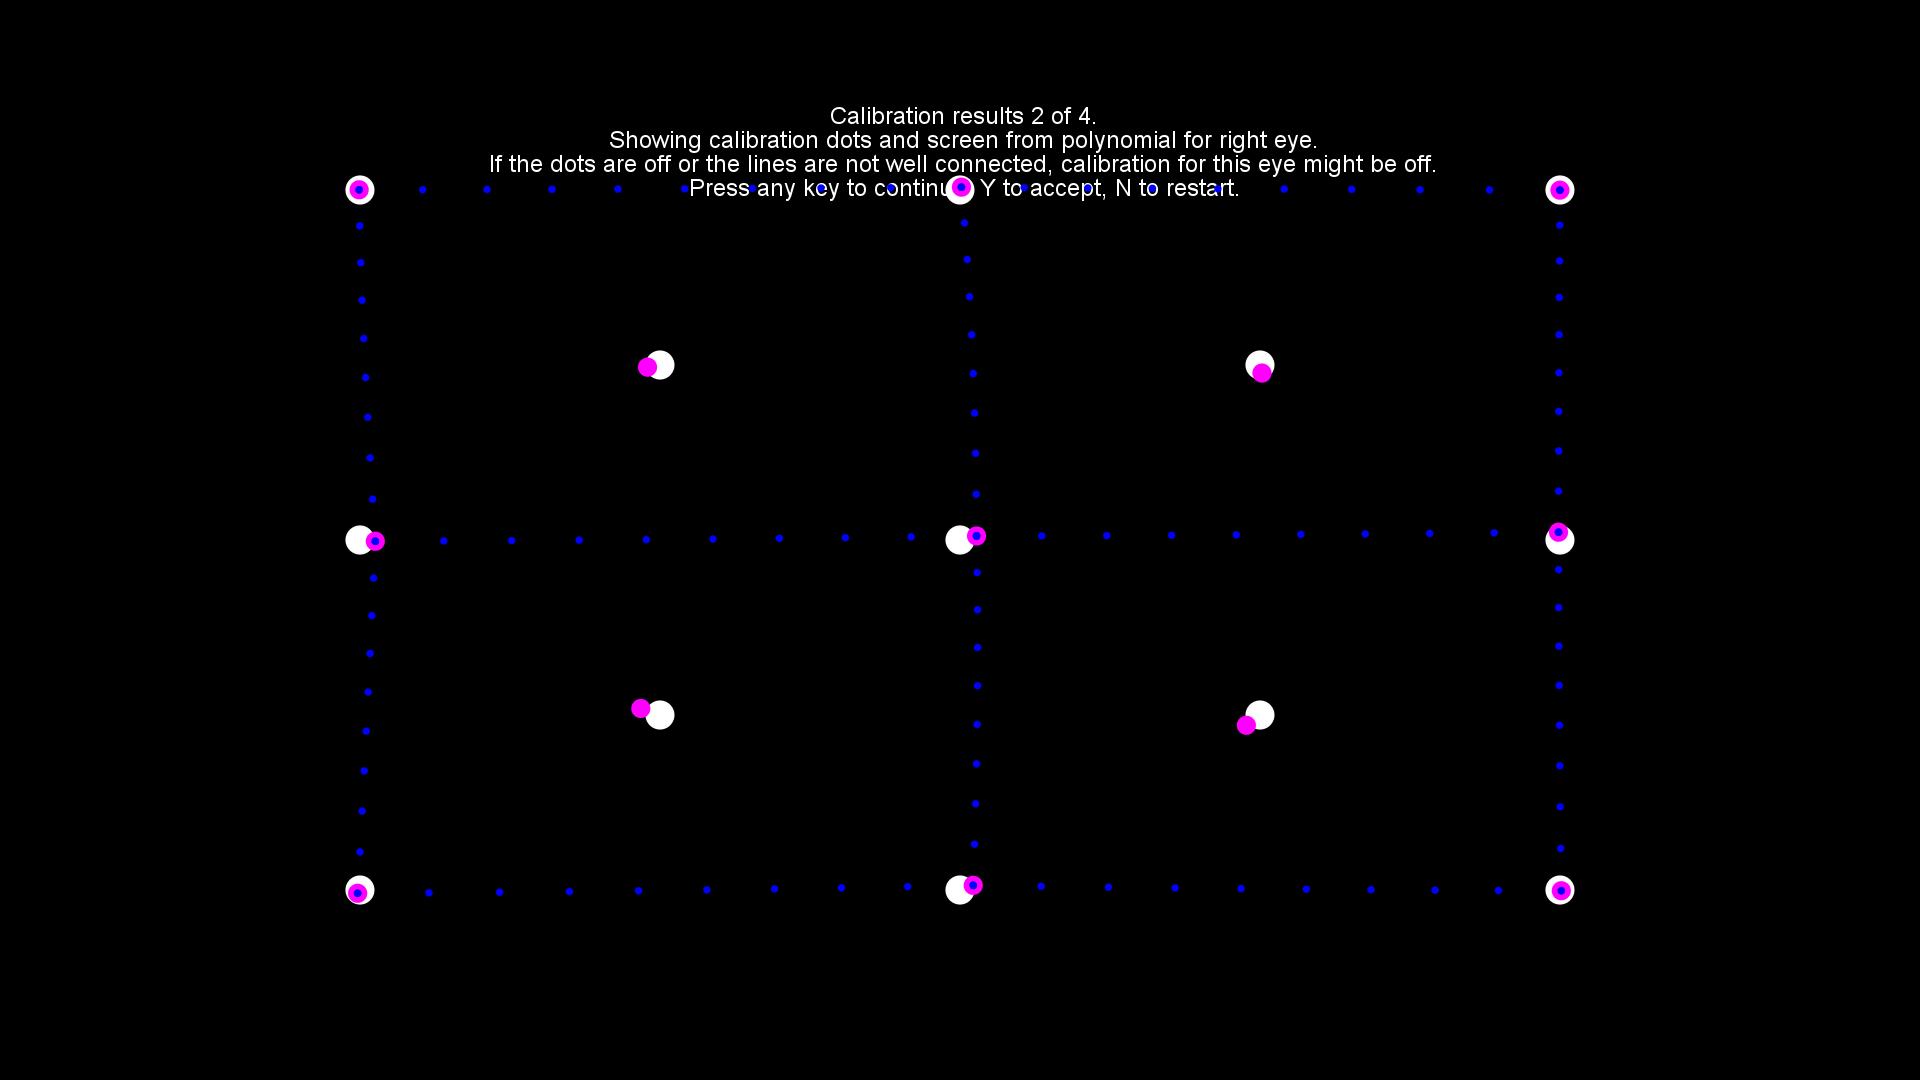 Calibration results 2 of 4.
Showing calibration dots and screen from polynomial for right eye.
If the dots are off or the lines are not well connected, calibration for this eye might be off.
Press any key to continue, Y to accept, N to restart.